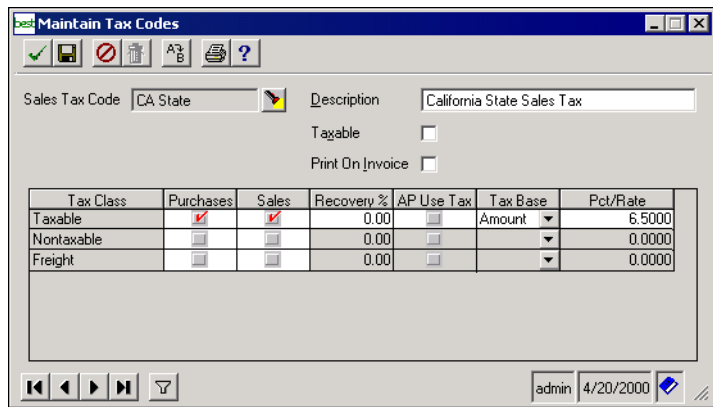 best Maintain Tax Codes
A B ?
Sales Tax Code CA State Description California State Sales Tax
Taxable
Print On Invoice
Tax Class Purchases Sales Recovery % AP Use Tax Tax Base Pct/Rate
Taxable 0.00 Amount 6.5000
Nontaxable 0.00 0.0000
Freight 0.00 0.0000
admin 4/20/2000